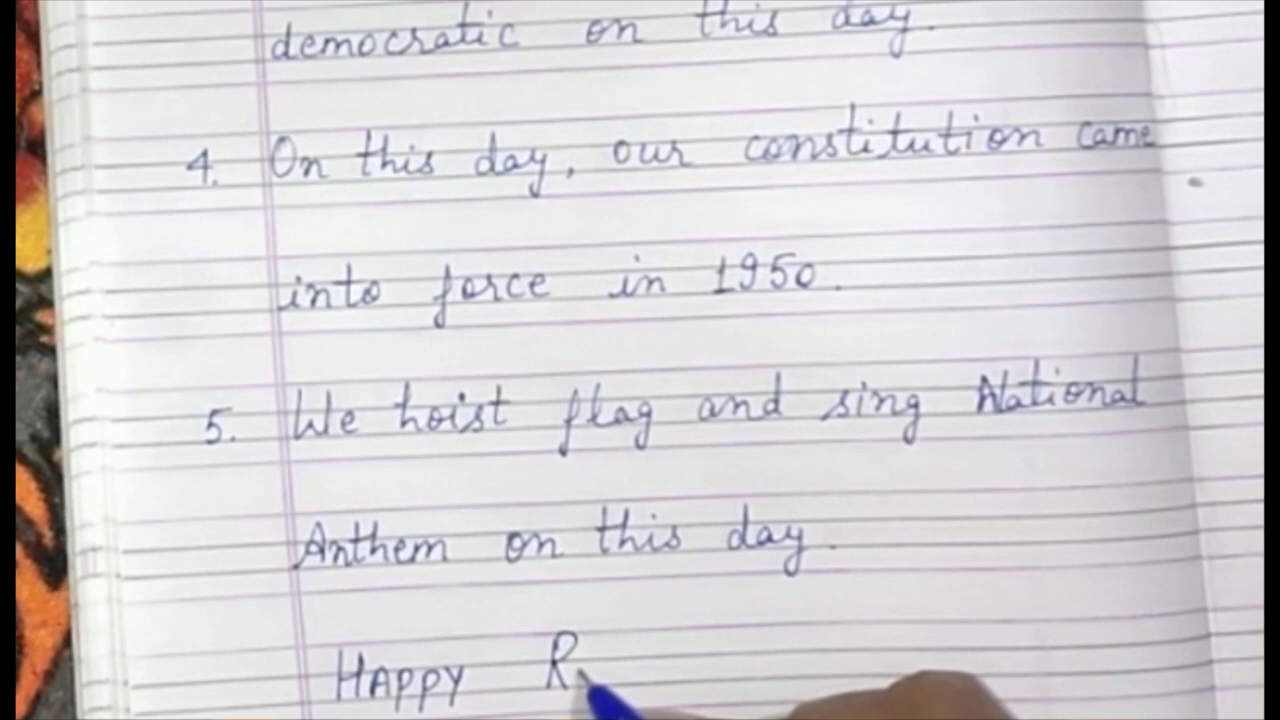 democratic on this day.
4. On this day, our constitution came
into force in 1950.
5. We hoist flag and sing National
Anthem on this day.
HAPPY R